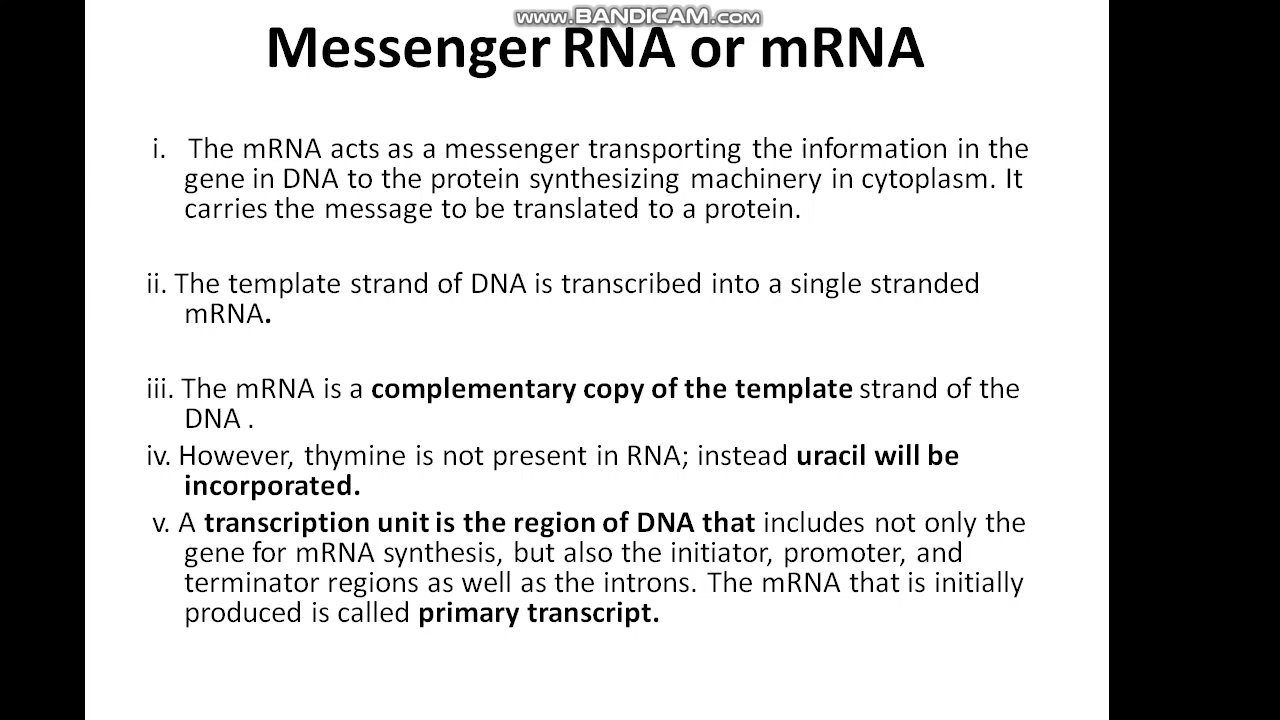 www.BANDICAM.com
Messenger RNA or mRNA
i. The mRNA acts as a messenger transporting the information in the
gene in DNA to the protein synthesizing machinery in cytoplasm. It
carries the message to be translated to a protein.
ii. The template strand of DNA is transcribed into a single stranded
mRNA.
iii. The mRNA is a complementary copy of the template strand of the
DNA .
iv. However, thymine is not present in RNA; instead uracil will be
incorporated.
v. A transcription unit is the region of DNA that includes not only the
gene for mRNA synthesis, but also the initiator, promoter, and
terminator regions as well as the introns. The mRNA that is initially
produced is called primary transcript.